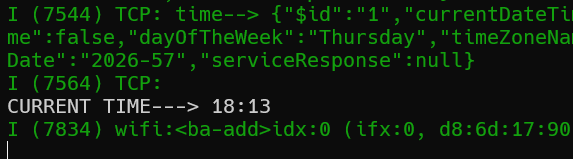 I (7544) TCP: time--> {"$id":"1","currentDateTi
me":false,"dayOfTheWeek":"Thursday","timeZoneNa
Date":"2026-57","serviceResponse":null}
I (7564) TCP:
CURRENT TIME---> 18:13
I (7834) wifi:<ba-add>idx:0 (ifx:0, d8:6d:17:90